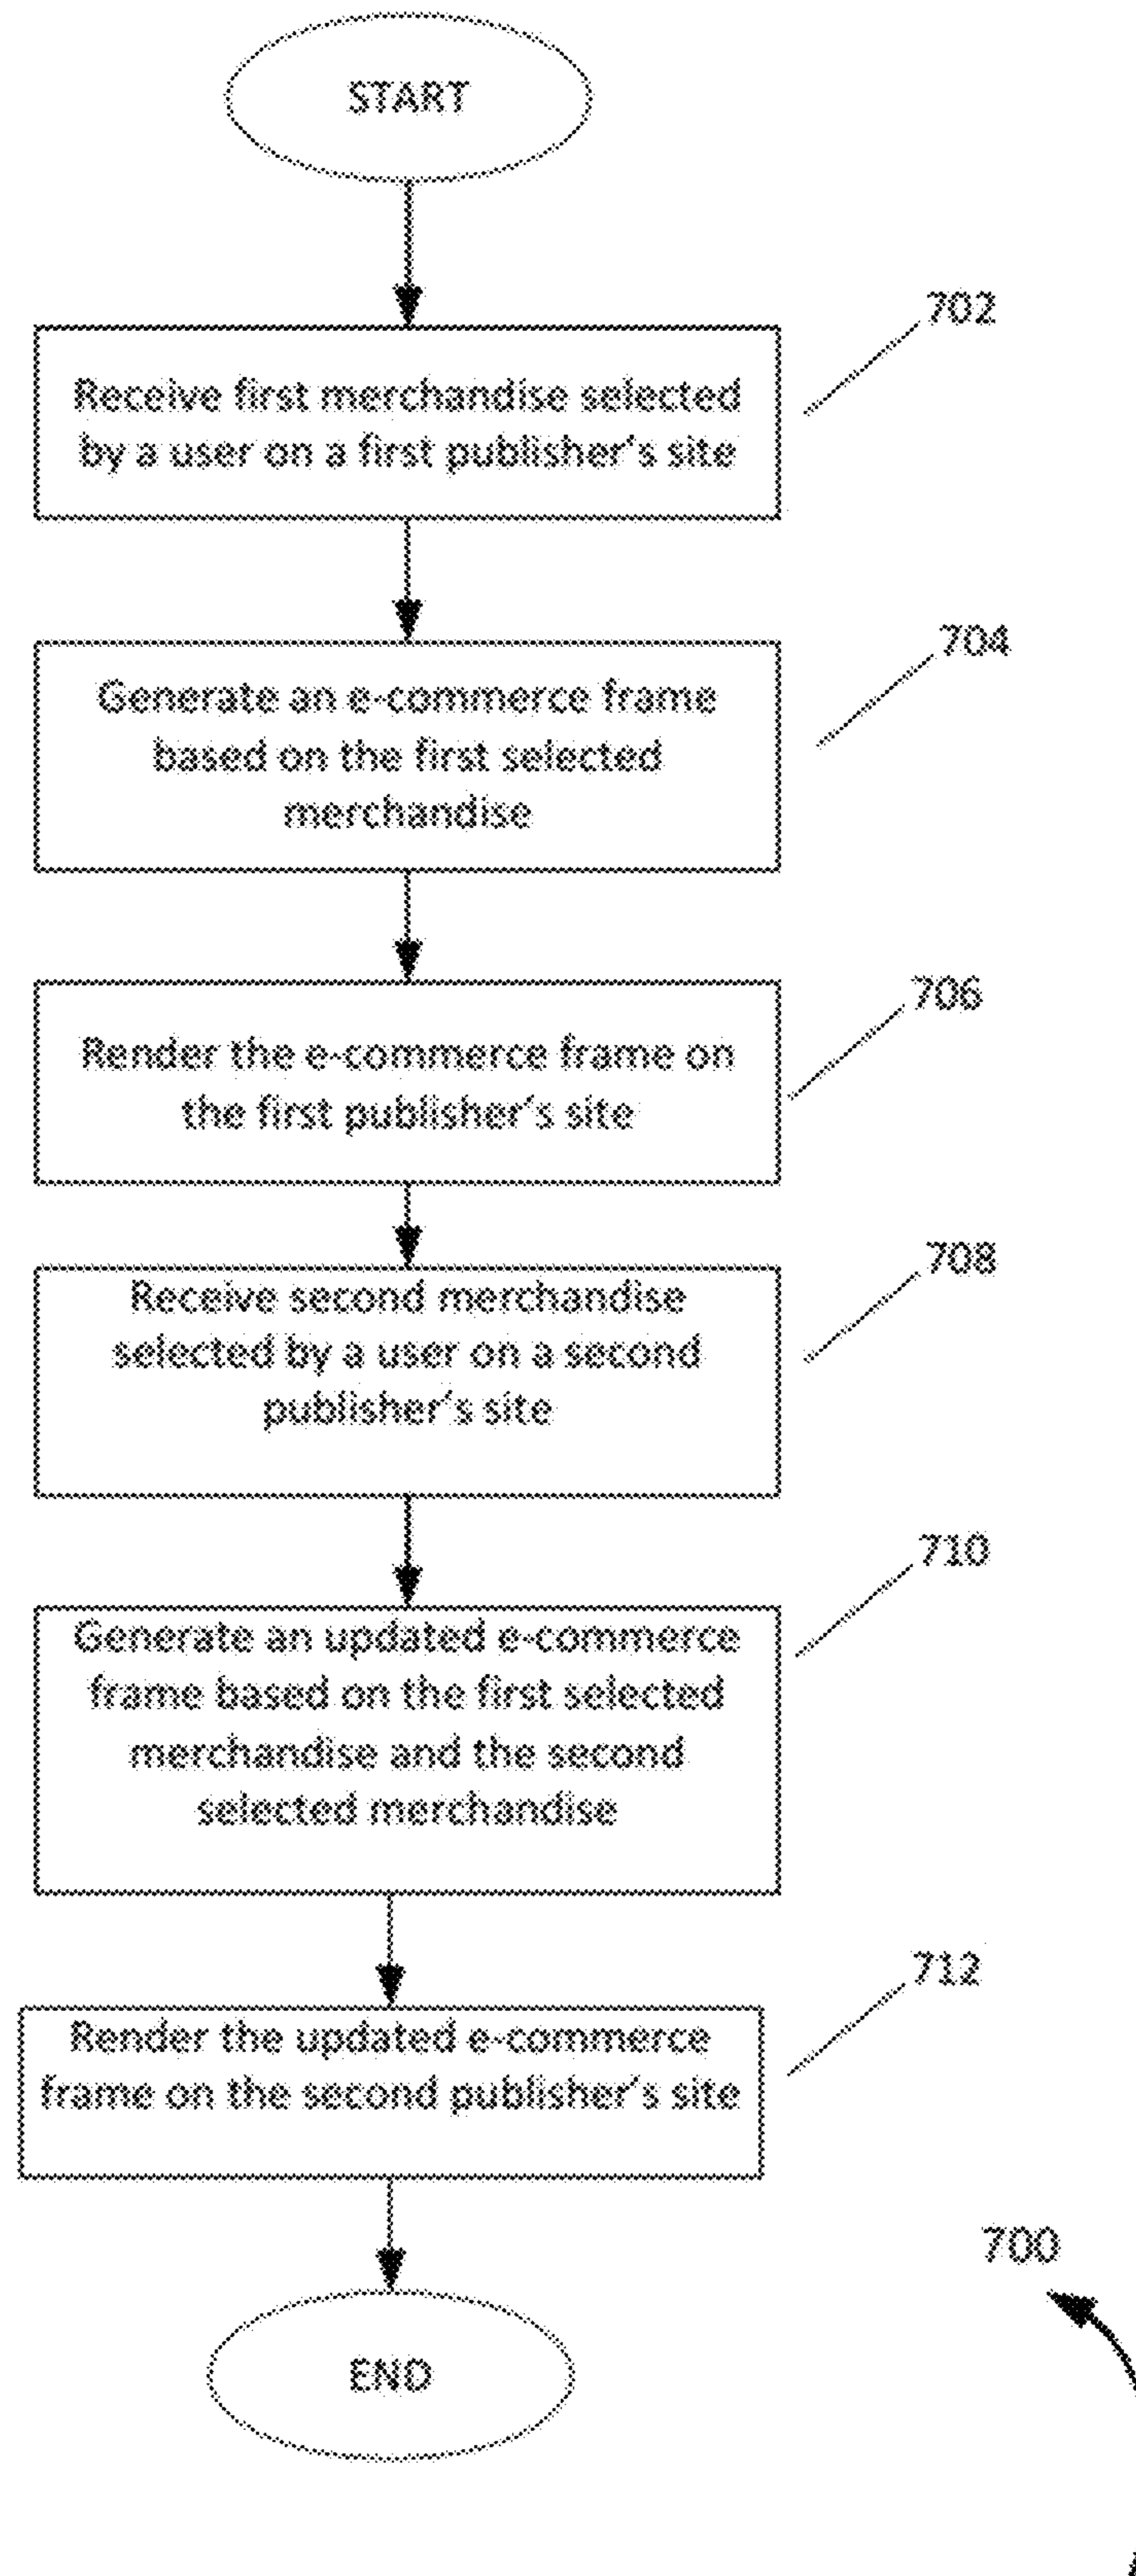 START
702
Receive first merchandise selected
by a user on a first publisher's site
704
Generate an e-commerce frame
based on the first selected
merchandise
706
Render the e-commerce frame on
the first publisher's site
708
Receive second merchandise
selected by a user on a second
publisher's site
710
Generate an updated e-commerce
frame based on the first selected
merchandise and the second
selected merchandise
712
Render the updated e-commerce
frame on the second publisher's site
700
END